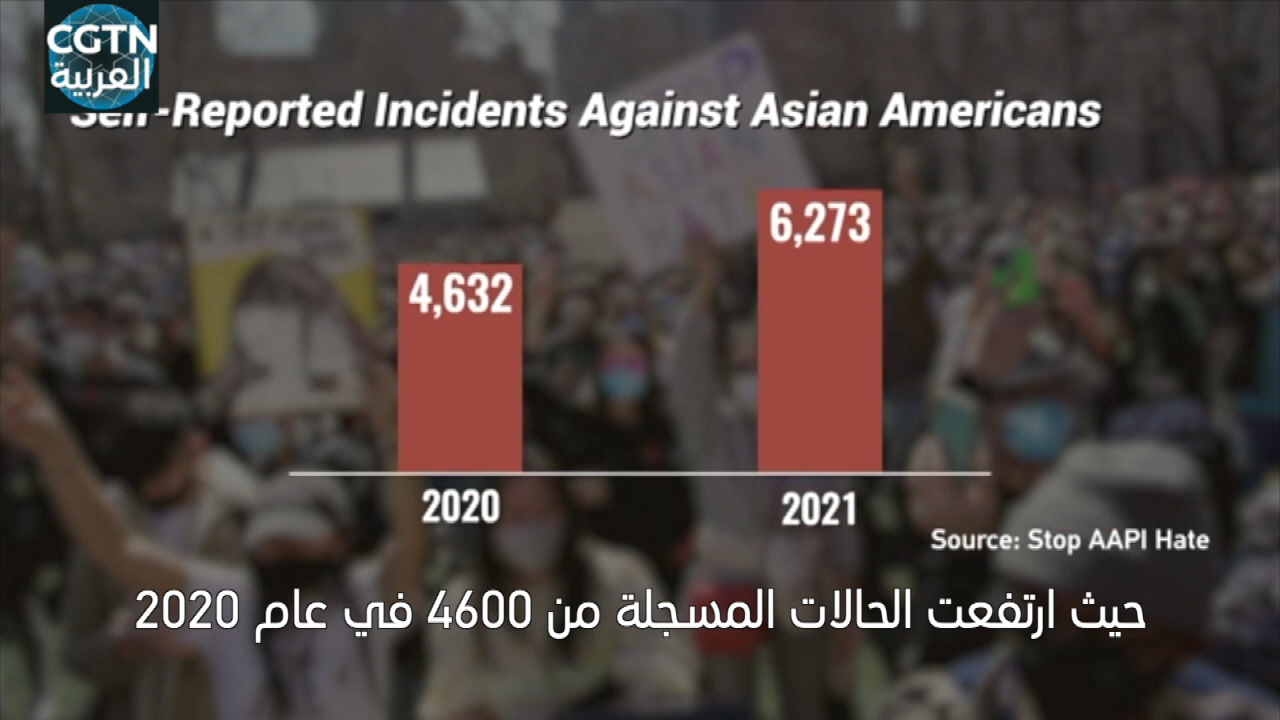 CGTN
العربية
-Reported Incidents Against Asian Americans
6,273
4,632
2020
2021
Source: Stop AAPI Hate
حيث ارتفعت الحالات المسجلة من 4600 في عام 2020